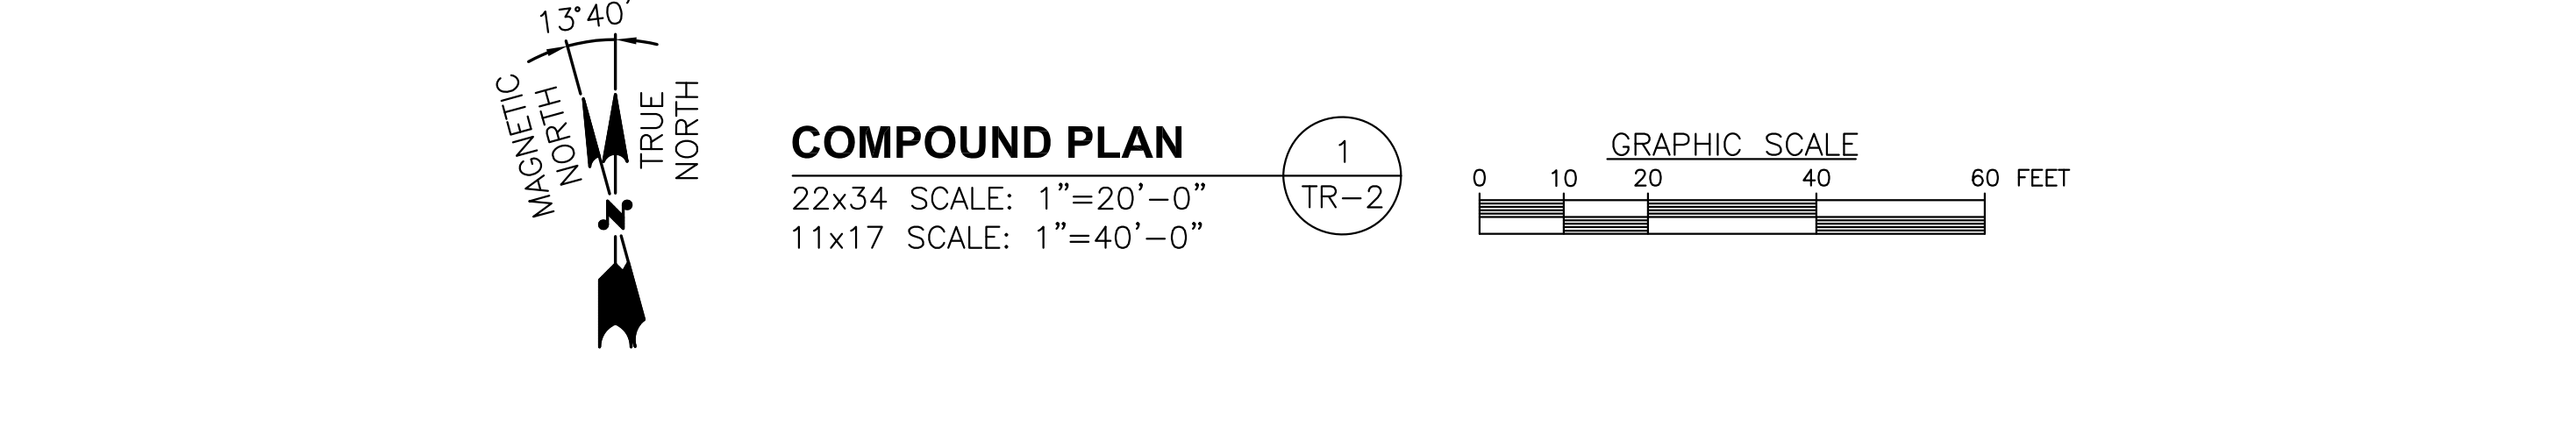 13°40'
MAGNETIC
NORTH
TRUE
NORTH
N
COMPOUND PLAN
22x34 SCALE: 1”=20’–0”
11x17 SCALE: 1”=40’–0”
1
TR–2
GRAPHIC SCALE
0 10 20 40 60 FEET